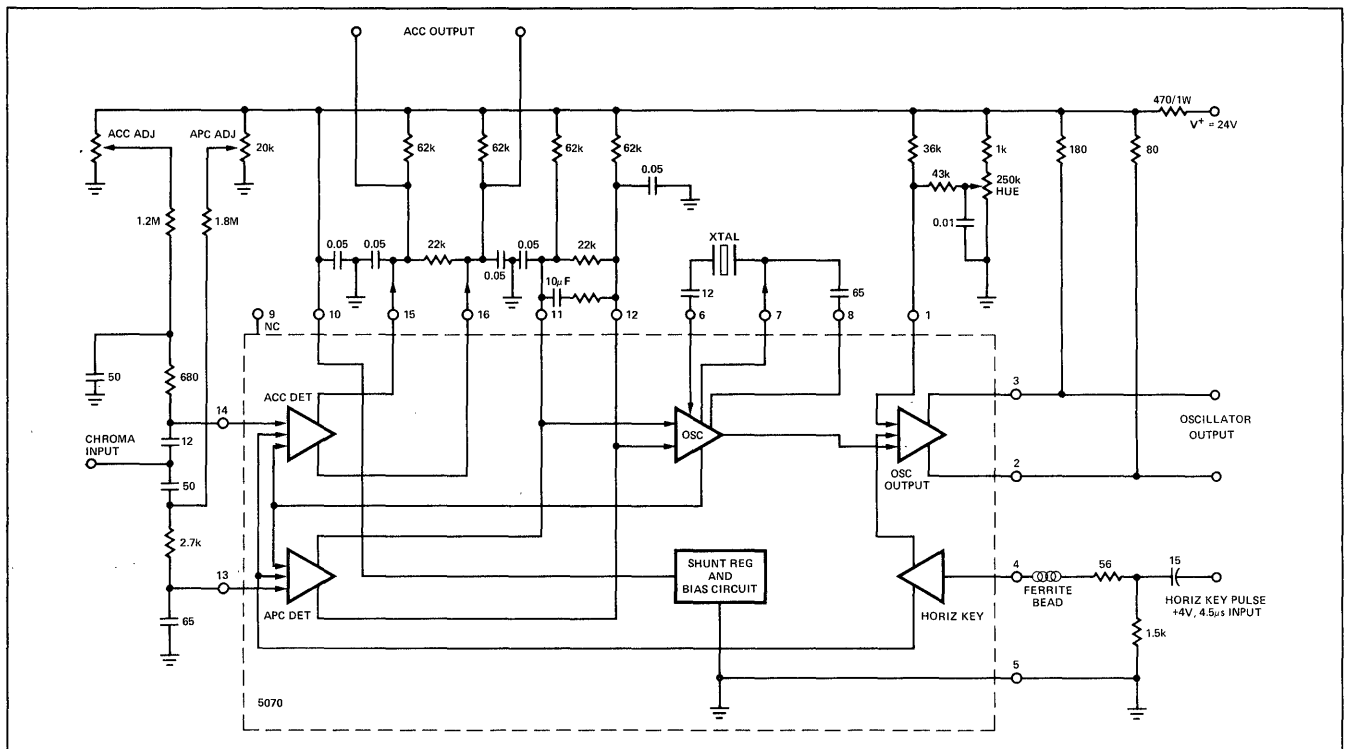 ACC OUTPUT
470/1W
V+ = 24V
ACC ADJ
APC ADJ
20k
62k
62k
62k
62k
36k
1k
180
80
0.05
43k
250k
HUE
1.2M
1.8M
0.01
XTAL
0.05
0.05
22k
0.05
0.05
22k
10µF
12
65
9
NC
10
15
16
11
12
6
7
8
1
50
680
ACC DET
14
3
CHROMA
INPUT
12
OSC
OSCILLATOR
OUTPUT
50
OSC
OUTPUT
2
2.7k
SHUNT REG
AND
BIAS CIRCUIT
4
56
15
13
APC DET
FERRITE
BEAD
HORIZ KEY PULSE
+4V, 4.5µs INPUT
HORIZ KEY
65
1.5k
5
5070